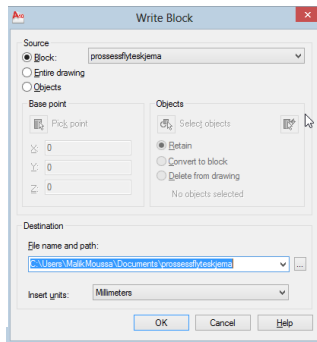 Write Block
Source
Block: prossessflyteskjema
Entire drawing
Objects
Base point
Pick point
X: 0
Y: 0
Z: 0
Objects
Select objects
Retain
Convert to block
Delete from drawing
No objects selected
Destination
File name and path:
C:\Users\MalikMoussa\Documents\prossessflyteskjema
...
Insert units: Millimeters
OK Cancel Help